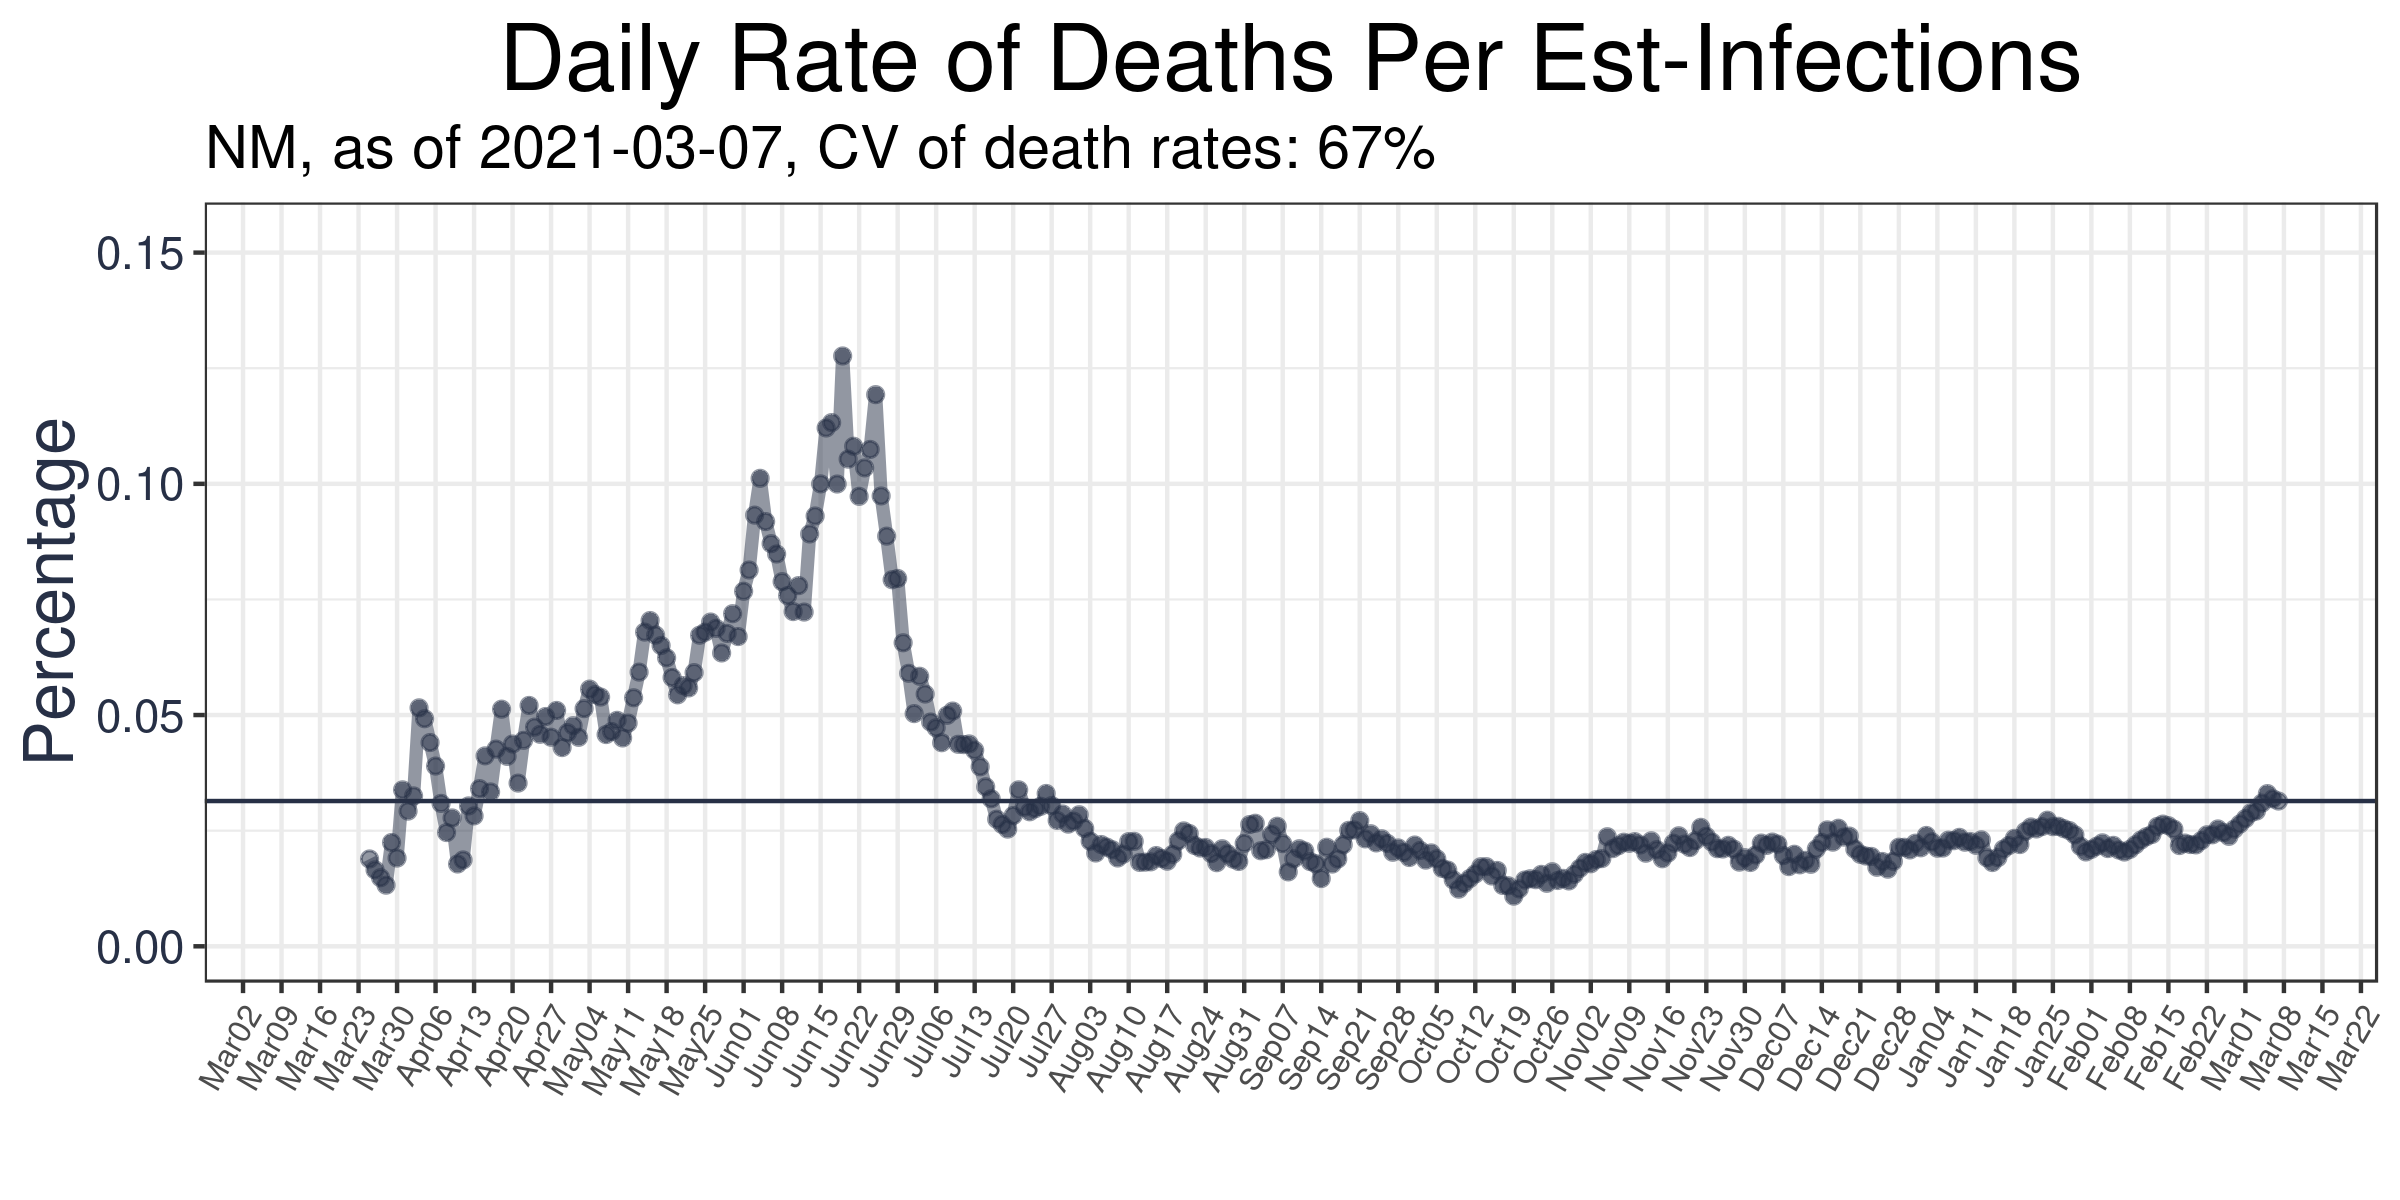 Daily Rate of Deaths Per Est-Infections
NM, as of 2021-03-07, CV of death rates: 67%
Percentage
0.15
0.10
0.05
0.00
Mar02
Mar09
Mar16
Mar23
Mar30
Apr06
Apr13
Apr20
Apr27
May04
May11
May18
May25
Jun01
Jun08
Jun15
Jun22
Jun29
Jul06
Jul13
Jul20
Jul27
Aug03
Aug10
Aug17
Aug24
Aug31
Sep07
Sep14
Sep21
Sep28
Oct05
Oct12
Oct19
Oct26
Nov02
Nov09
Nov16
Nov23
Nov30
Dec07
Dec14
Dec21
Dec28
Jan04
Jan11
Jan18
Jan25
Feb01
Feb08
Feb15
Feb22
Mar01
Mar08
Mar15
Mar22